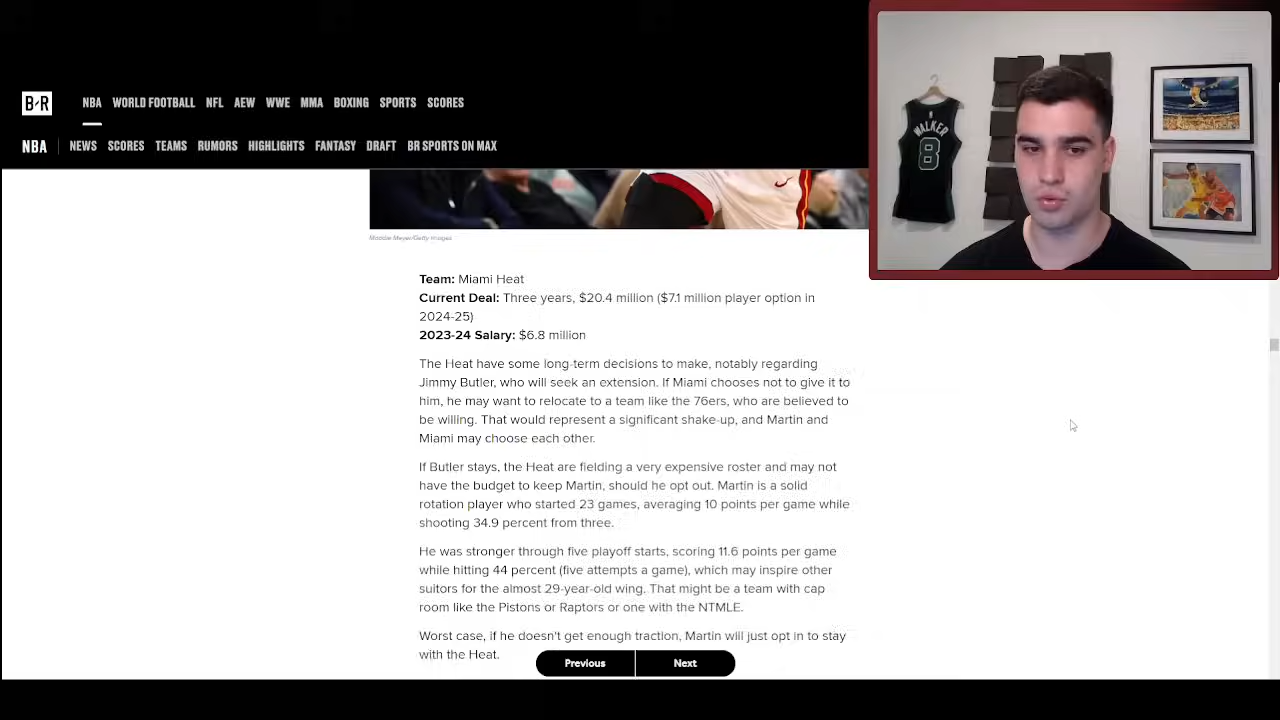 B/R
NBA WORLD FOOTBALL NFL AEW WWE MMA BOXING SPORTS SCORES
NBA NEWS SCORES TEAMS RUMORS HIGHLIGHTS FANTASY DRAFT BR SPORTS ON MAX
WALKER
8
Maddie Meyer/Getty Images
Team: Miami Heat
Current Deal: Three years, $20.4 million ($7.1 million player option in
2024-25)
2023-24 Salary: $6.8 million
The Heat have some long-term decisions to make, notably regarding
Jimmy Butler, who will seek an extension. If Miami chooses not to give it to
him, he may want to relocate to a team like the 76ers, who are believed to
be willing. That would represent a significant shake-up, and Martin and
Miami may choose each other.
If Butler stays, the Heat are fielding a very expensive roster and may not
have the budget to keep Martin, should he opt out. Martin is a solid
rotation player who started 23 games, averaging 10 points per game while
shooting 34.9 percent from three.
He was stronger through five playoff starts, scoring 11.6 points per game
while hitting 44 percent (five attempts a game), which may inspire other
suitors for the almost 29-year-old wing. That might be a team with cap
room like the Pistons or Raptors or one with the NTMLE.
Worst case, if he doesn't get enough traction, Martin will just opt in to stay
with the Heat.
Previous Next